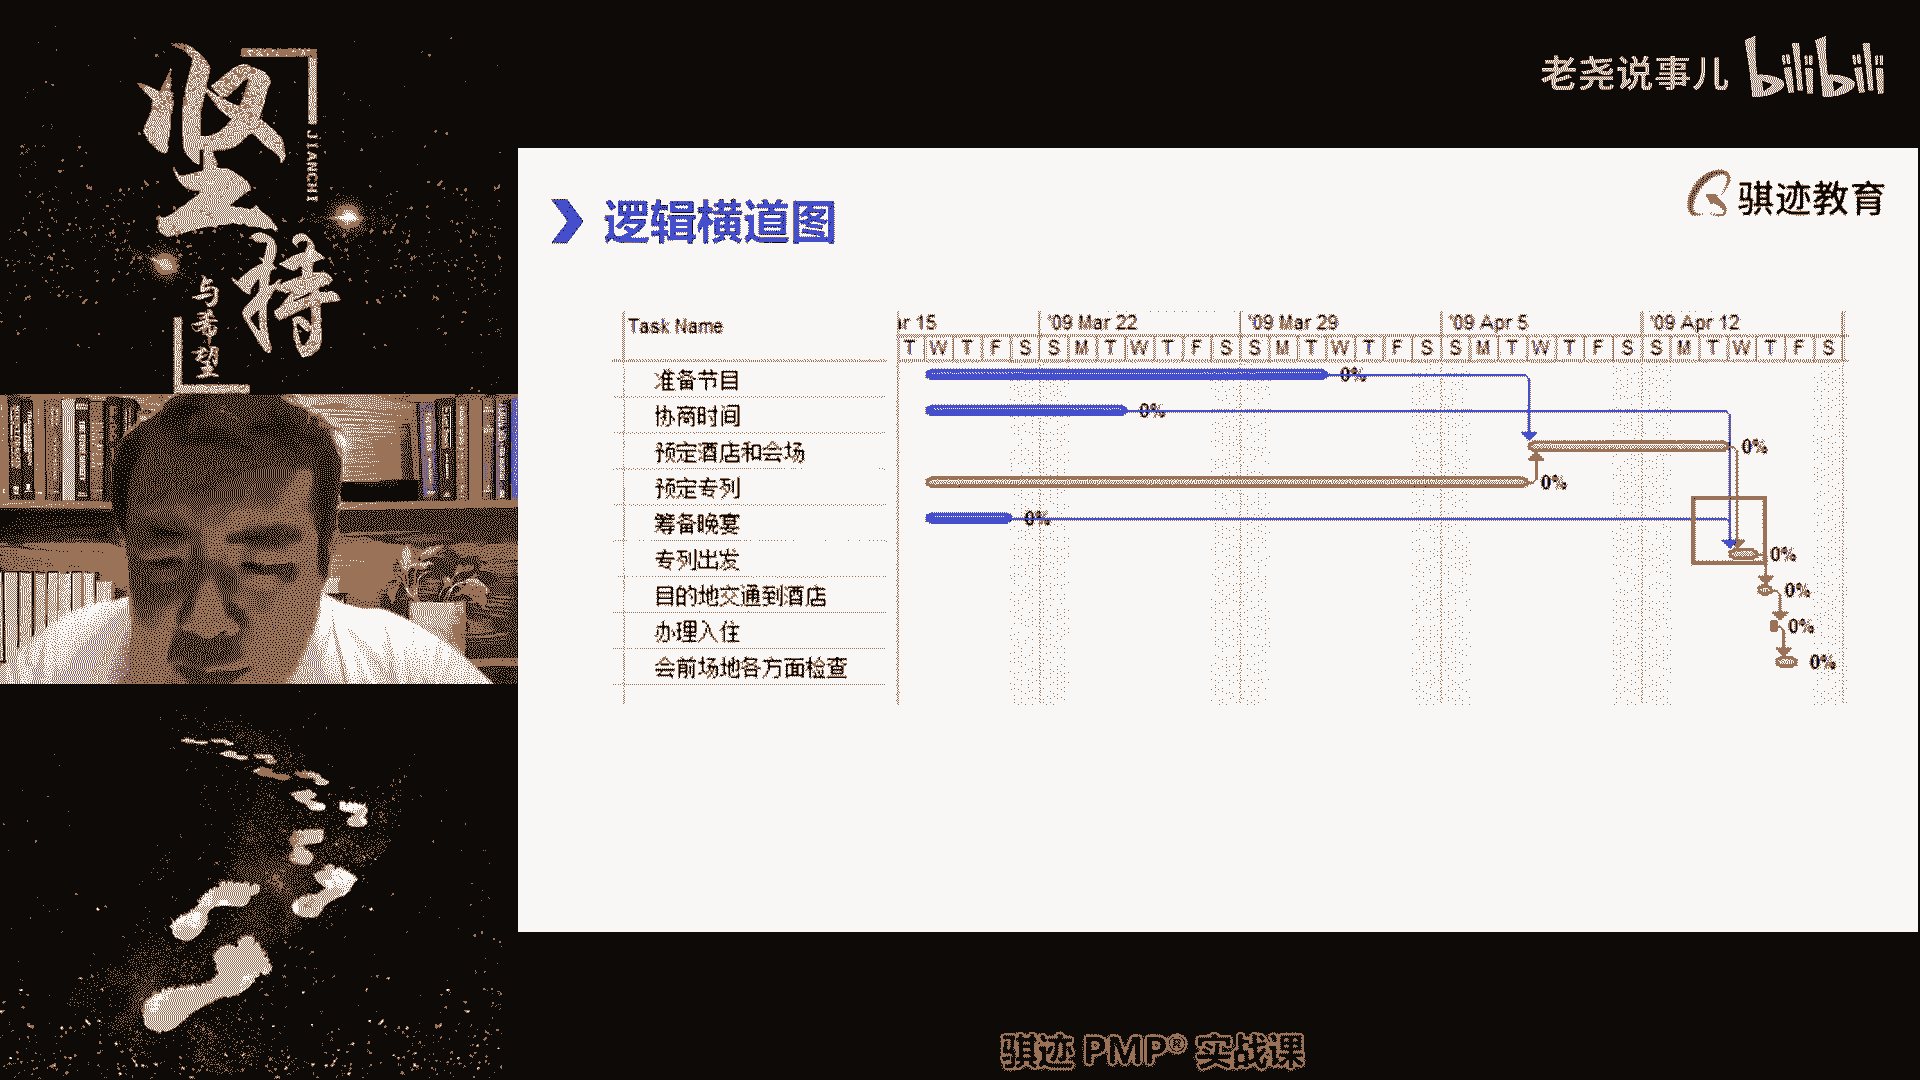 坚持
JIANCHI
与希望
老尧说事儿 bilibili
骐迹教育
逻辑横道图
Task Name
ar 15 '09 Mar 22 '09 Mar 29 '09 Apr 5 '09 Apr 12
T W T F S S M T W T F S S M T W T F S S M T W T F S S M T W T F S
准备节目 0%
协商时间 0%
预定酒店和会场 0%
预定专列 0%
筹备晚宴 0%
专列出发 0%
目的地交通到酒店 0%
办理入住 0%
会前场地各方面检查 0%
骐迹 PMP® 实战课